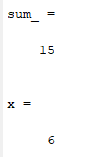 sum_ =
15
x =
6